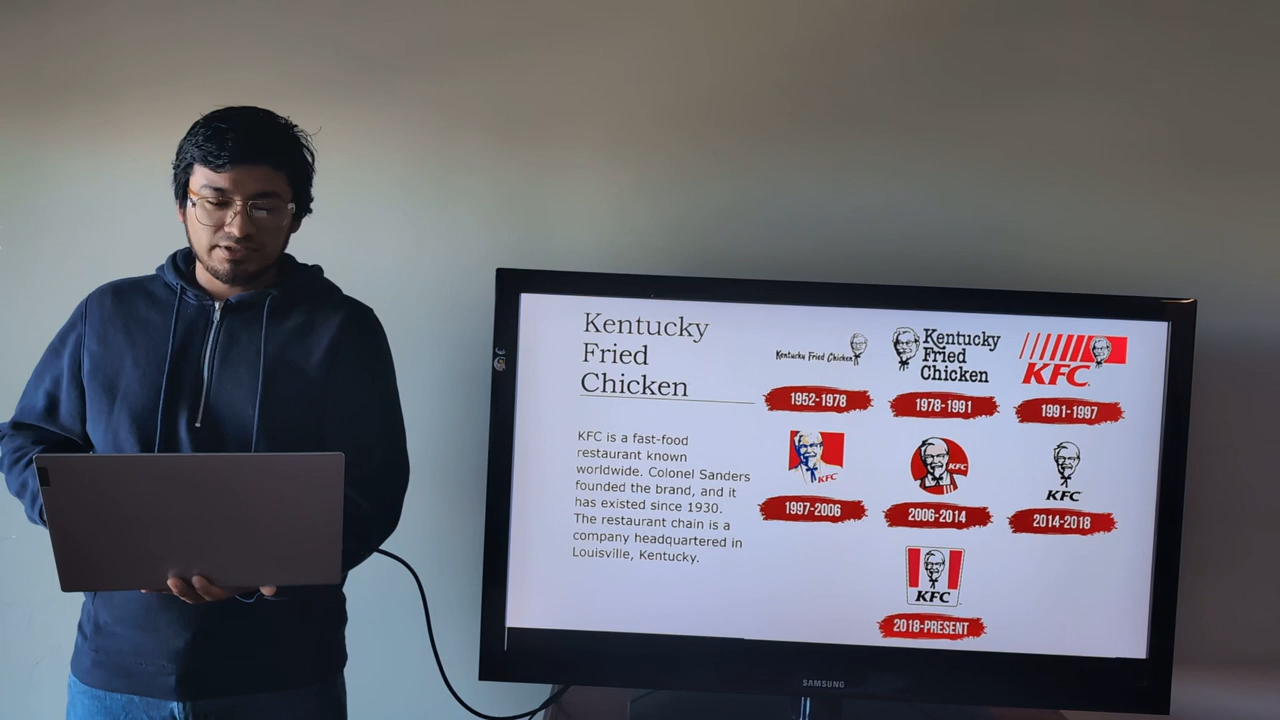 Kentucky
Fried
Chicken
KFC is a fast-food
restaurant known
worldwide. Colonel Sanders
founded the brand, and it
has existed since 1930.
The restaurant chain is a
company headquartered in
Louisville, Kentucky.
Kentucky Fried Chicken
1952-1978
Kentucky
Fried
Chicken
1978-1991
KFC
1991-1997
KFC
1997-2006
KFC
2006-2014
KFC
2014-2018
KFC
2018-PRESENT
SAMSUNG